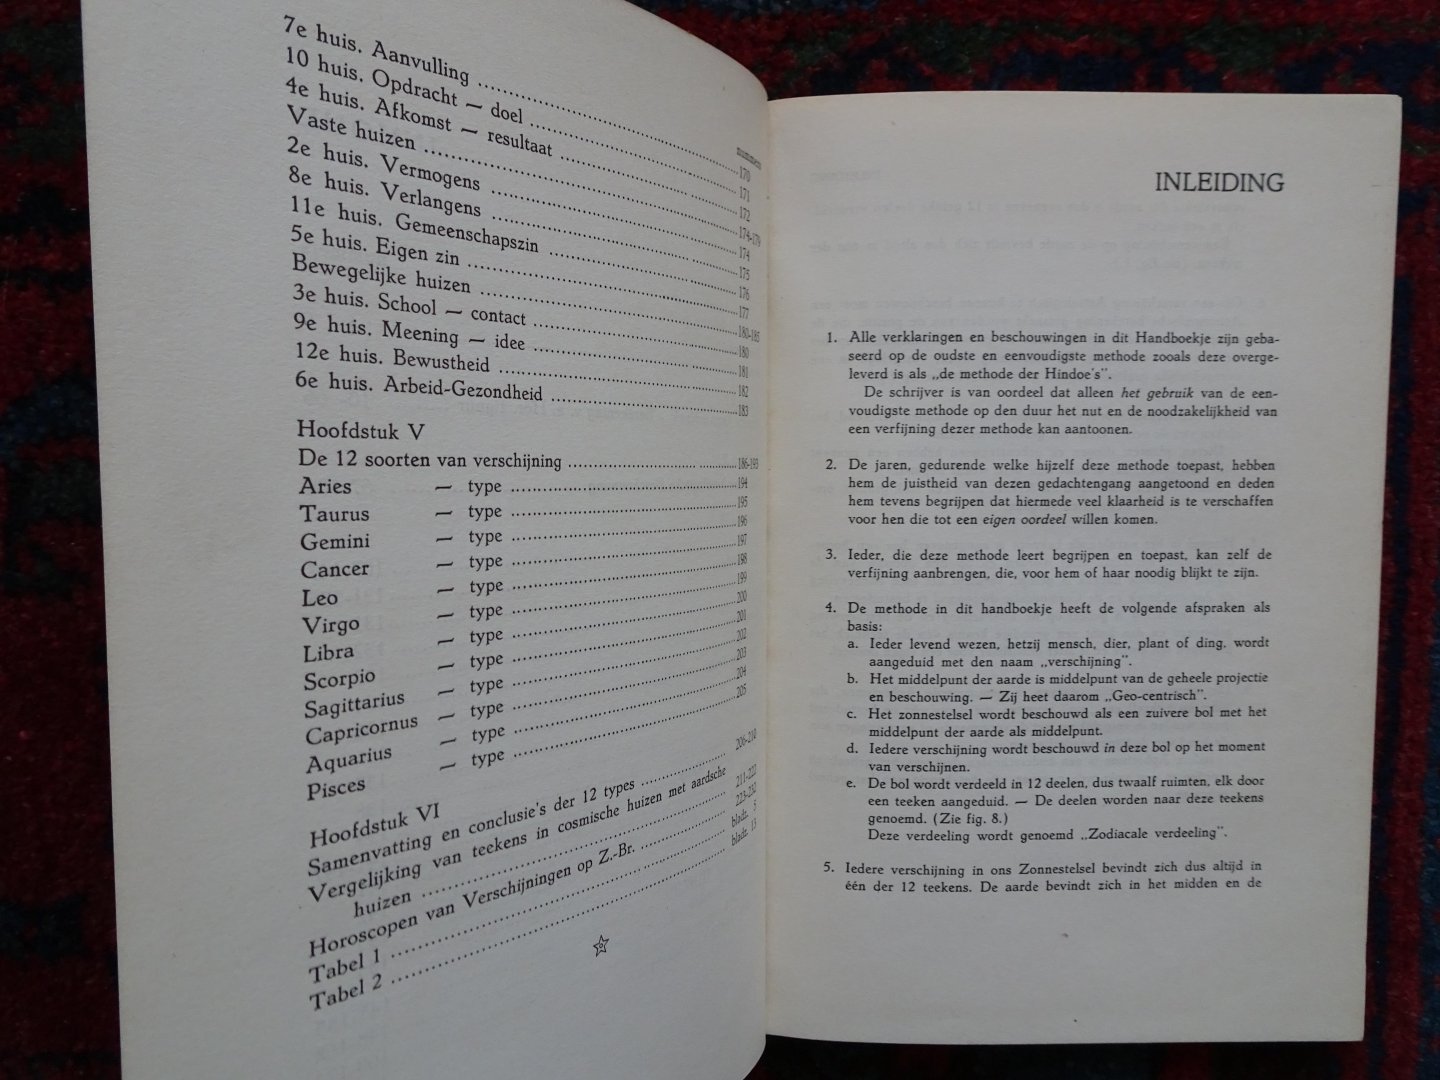 nummers
7e huis. Aanvulling ........ 170
10 huis. Opdracht — doel ........ 171
4e huis. Afkomst — resultaat ........ 172
Vaste huizen ........ 174-179
2e huis. Vermogens ........ 174
8e huis. Verlangens ........ 175
11e huis. Gemeenschapszin ........ 176
5e huis. Eigen zin ........ 177
Bewegelijke huizen ........ 180-185
3e huis. School — contact ........ 180
9e huis. Meening — idee ........ 181
12e huis. Bewustheid ........ 182
6e huis. Arbeid-Gezondheid ........ 183
Hoofdstuk V
De 12 soorten van verschijning ........ 186-193
Aries — type ........ 194
Taurus — type ........ 195
Gemini — type ........ 196
Cancer — type ........ 197
Leo — type ........ 198
Virgo — type ........ 199
Libra — type ........ 200
Scorpio — type ........ 201
Sagittarius — type ........ 202
Capricornus — type ........ 203
Aquarius — type ........ 204
Pisces — type ........ 205
Hoofdstuk VI
Samenvatting en conclusie's der 12 types ........ 206-210
Vergelijking van teekens in cosmische huizen met aardsche
huizen ........ 211-222
Horoscopen van Verschijningen op Z.-Br. ........ 223-232
Tabel 1 ........ bladz. 5
Tabel 2 ........ bladz. 13
INLEIDING
1. Alle verklaringen en beschouwingen in dit Handboekje zijn geba-
seerd op de oudste en eenvoudigste methode zooals deze overge-
leverd is als „de methode der Hindoe's".
De schrijver is van oordeel dat alleen het gebruik van de een-
voudigste methode op den duur het nut en de noodzakelijkheid van
een verfijning dezer methode kan aantoonen.
2. De jaren, gedurende welke hijzelf deze methode toepast, hebben
hem de juistheid van dezen gedachtengang aangetoond en deden
hem tevens begrijpen dat hiermede veel klaarheid is te verschaffen
voor hen die tot een eigen oordeel willen komen.
3. Ieder, die deze methode leert begrijpen en toepast, kan zelf de
verfijning aanbrengen, die, voor hem of haar noodig blijkt te zijn.
4. De methode in dit handboekje heeft de volgende afspraken als
basis:
a. Ieder levend wezen, hetzij mensch, dier, plant of ding, wordt
aangeduid met den naam „verschijning".
b. Het middelpunt der aarde is middelpunt van de geheele projectie
en beschouwing. — Zij heet daarom „Geo-centrisch".
c. Het zonnestelsel wordt beschouwd als een zuivere bol met het
middelpunt der aarde als middelpunt.
d. Iedere verschijning wordt beschouwd in deze bol op het moment
van verschijnen.
e. De bol wordt verdeeld in 12 deelen, dus twaalf ruimten, elk door
een teeken aangeduid. — De deelen worden naar deze teekens
genoemd. (Zie fig. 8.)
Deze verdeeling wordt genoemd „Zodiacale verdeeling".
5. Iedere verschijning in ons Zonnestelsel bevindt zich dus altijd in
één der 12 teekens. De aarde bevindt zich in het midden en de